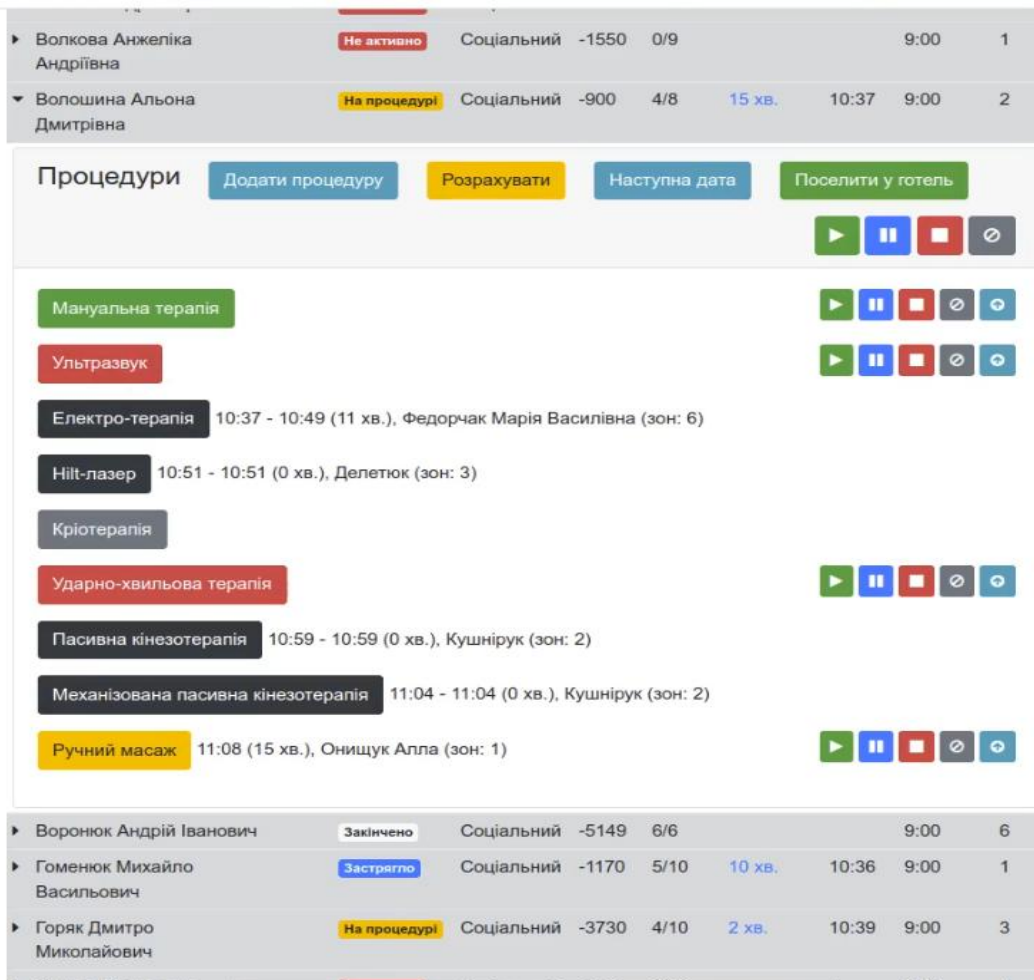 Волкова Анжеліка Андріївна Не активно Соціальний -1550 0/9 9:00 1
Волошина Альона Дмитрівна На процедурі Соціальний -900 4/8 15 хв. 10:37 9:00 2
Процедури Додати процедуру Розрахувати Наступна дата Поселити у готель
Мануальна терапія
Ультразвук
Електро-терапія 10:37 - 10:49 (11 хв.), Федорчак Марія Василівна (зон: 6)
Hilt-лазер 10:51 - 10:51 (0 хв.), Делетюк (зон: 3)
Кріотерапія
Ударно-хвильова терапія
Пасивна кінезотерапія 10:59 - 10:59 (0 хв.), Кушнірук (зон: 2)
Механізована пасивна кінезотерапія 11:04 - 11:04 (0 хв.), Кушнірук (зон: 2)
Ручний масаж 11:08 (15 хв.), Онищук Алла (зон: 1)
Воронюк Андрій Іванович Закінчено Соціальний -5149 6/6 9:00 6
Гоменюк Михайло Васильович Застрягло Соціальний -1170 5/10 10 хв. 10:36 9:00 1
Горяк Дмитро Миколайович На процедурі Соціальний -3730 4/10 2 хв. 10:39 9:00 3